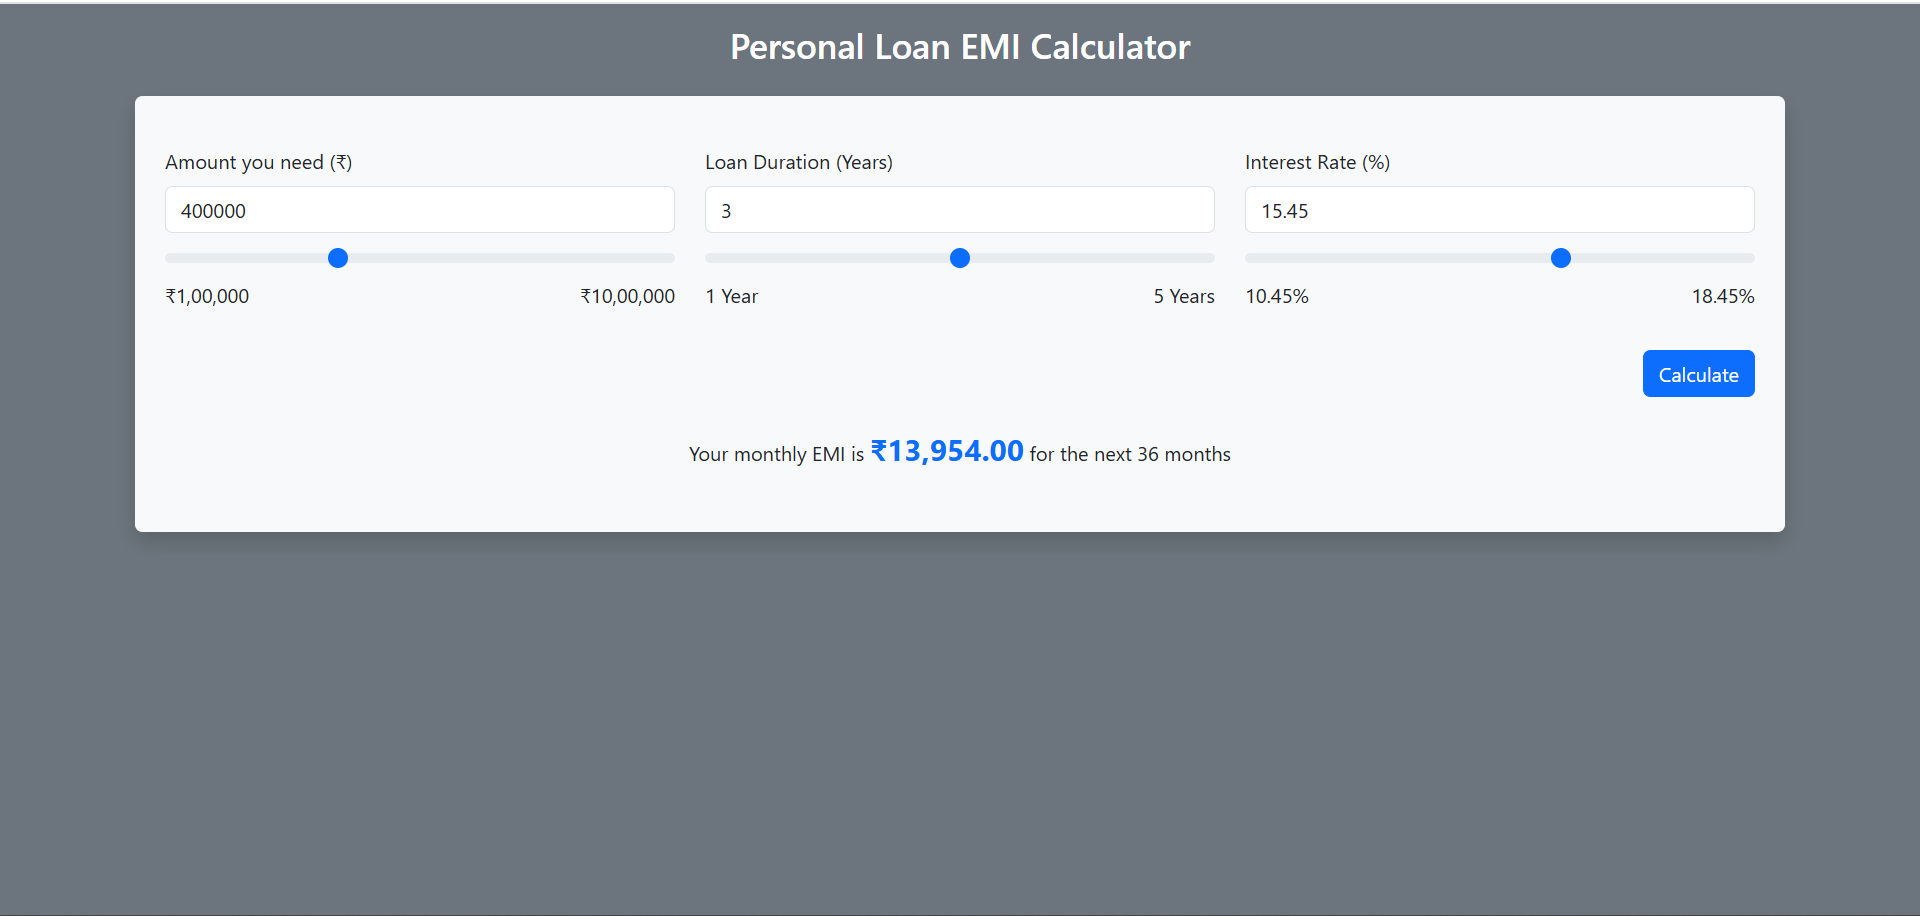 Personal Loan EMI Calculator
Amount you need (₹)
400000
₹1,00,000 ₹10,00,000
Loan Duration (Years)
3
1 Year 5 Years
Interest Rate (%)
15.45
10.45% 18.45%
Calculate
Your monthly EMI is ₹13,954.00 for the next 36 months